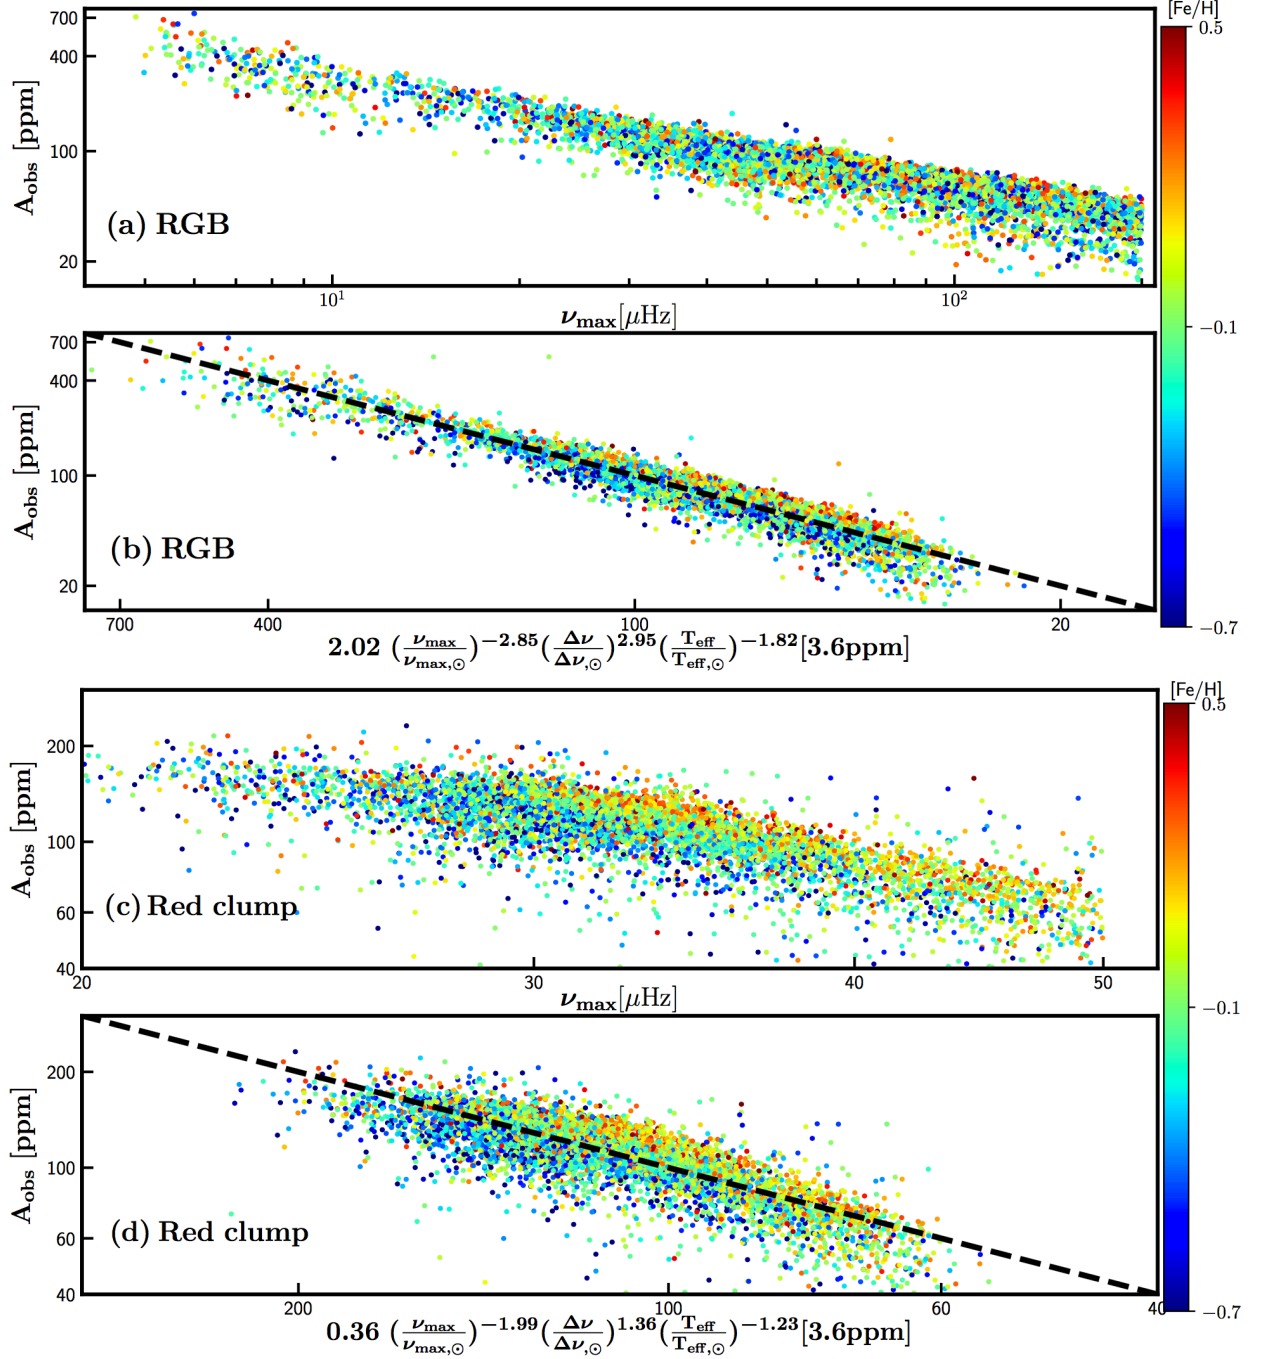 [Fe/H]
0.5
−0.1
−0.7
700
400
100
20
A_obs [ppm]
(a) RGB
10^1
10^2
ν_max[μHz]
700
400
100
20
A_obs [ppm]
(b) RGB
700
400
100
20
2.02 (ν_max/ν_max,⊙)^−2.85(Δν/Δν,⊙)^2.95(T_eff/T_eff,⊙)^−1.82[3.6ppm]
[Fe/H]
0.5
−0.1
−0.7
200
100
60
40
A_obs [ppm]
(c) Red clump
20
30
40
50
ν_max[μHz]
200
100
60
40
A_obs [ppm]
(d) Red clump
200
100
60
40
0.36 (ν_max/ν_max,⊙)^−1.99(Δν/Δν,⊙)^1.36(T_eff/T_eff,⊙)^−1.23[3.6ppm]